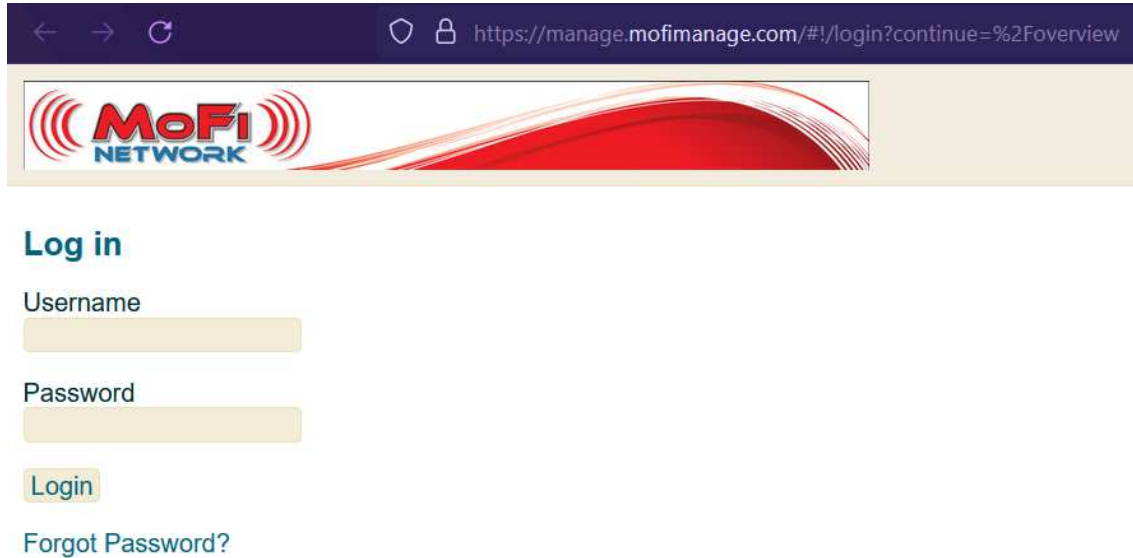 https://manage.mofimanage.com/#!/login?continue=%2Foverview
MoFi
NETWORK
Log in
Username
Password
Login
Forgot Password?